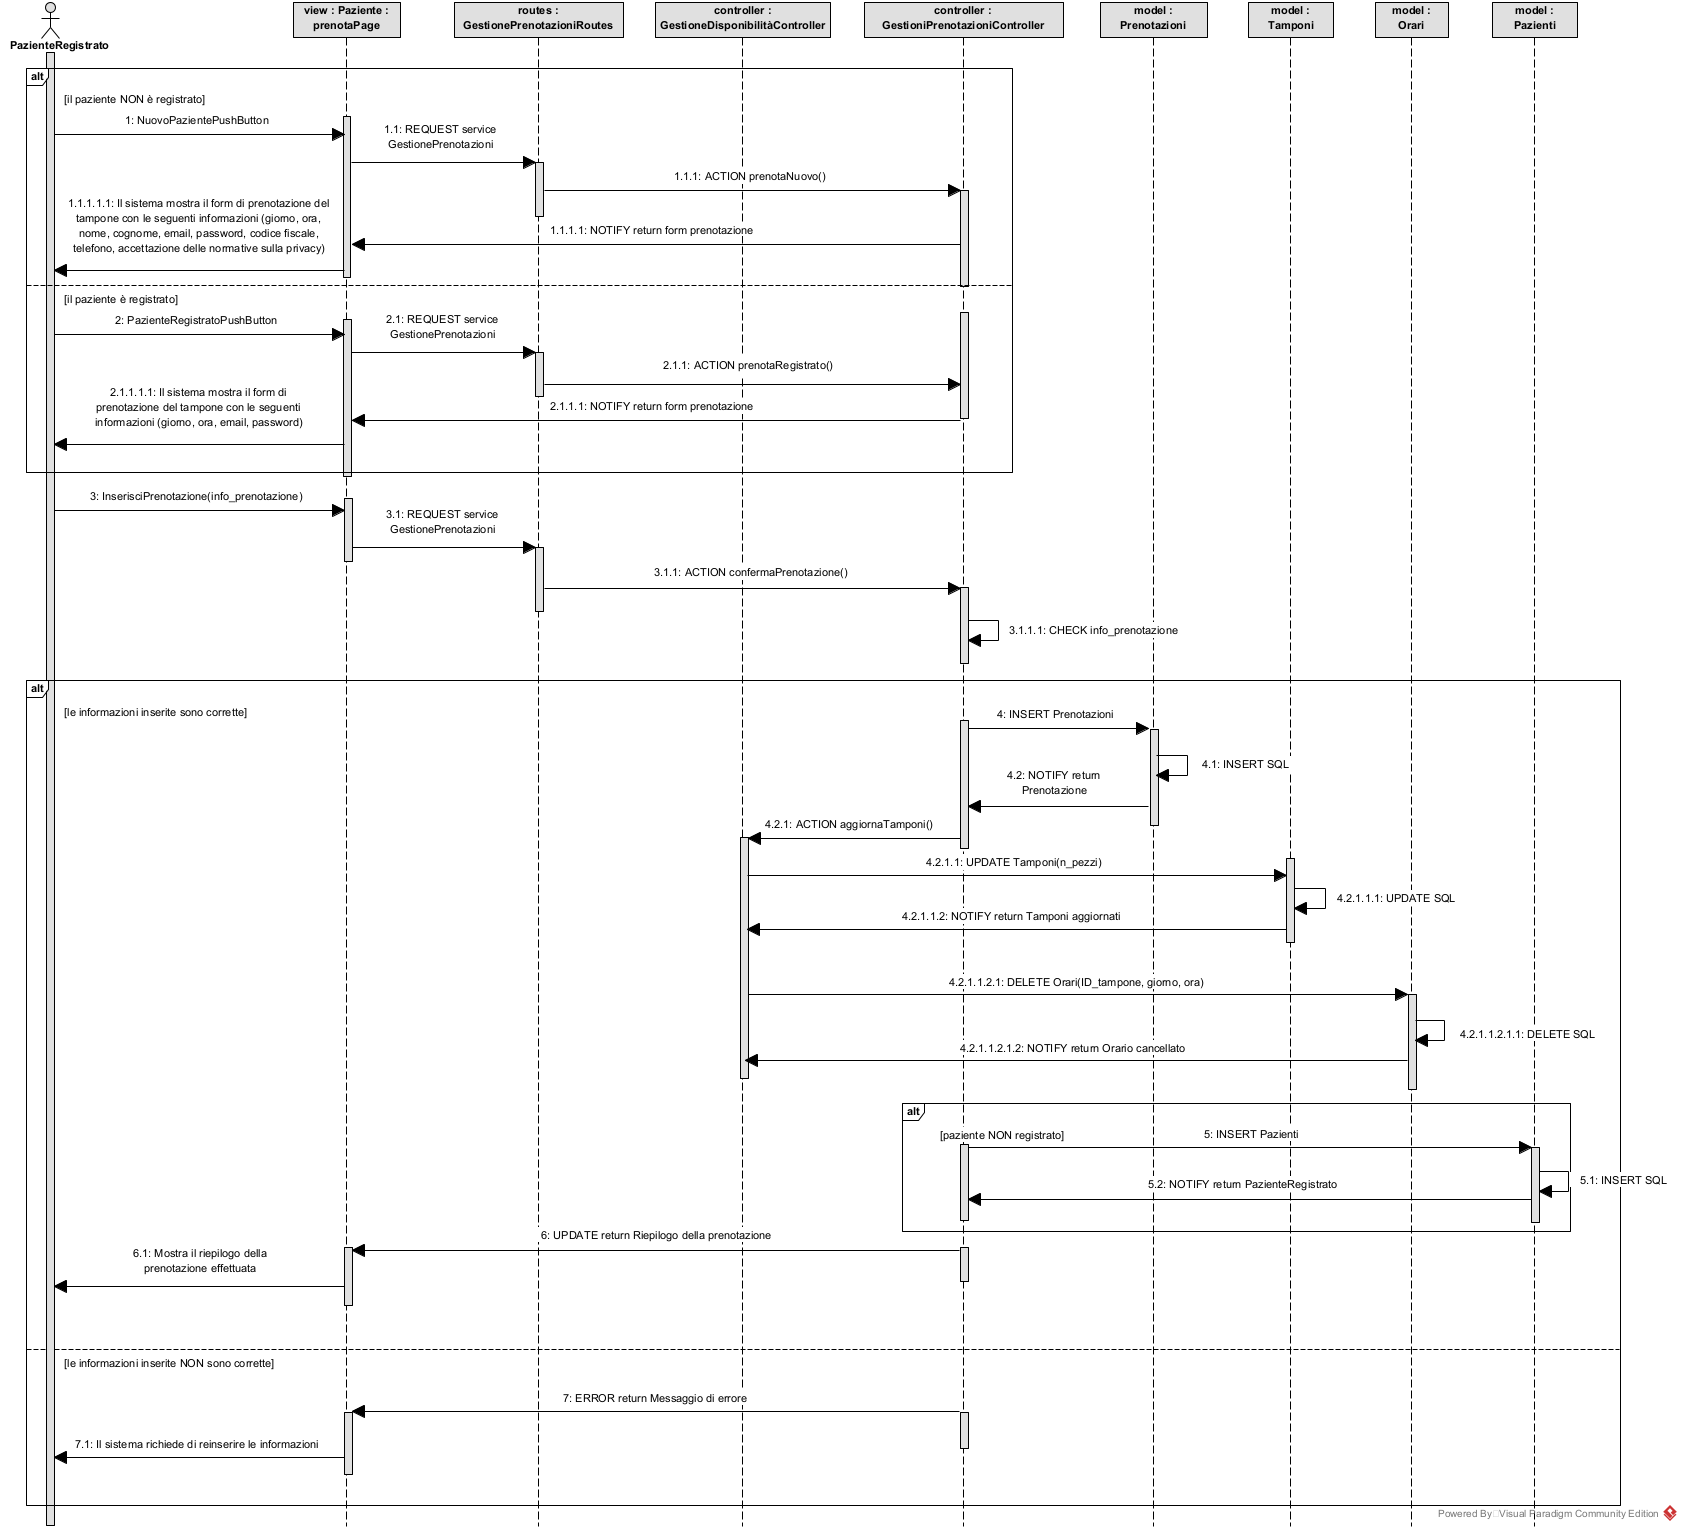 PazienteRegistrato
view : Paziente :
prenotaPage
routes :
GestionePrenotazioniRoutes
controller :
GestioneDisponibilitàController
controller :
GestioniPrenotazioniController
model :
Prenotazioni
model :
Tamponi
model :
Orari
model :
Pazienti
alt
[il paziente NON è registrato]
1: NuovoPazientePushButton
1.1: REQUEST service
GestionePrenotazioni
1.1.1: ACTION prenotaNuovo()
1.1.1.1.1: Il sistema mostra il form di prenotazione del
tampone con le seguenti informazioni (giorno, ora,
nome, cognome, email, password, codice fiscale,
telefono, accettazione delle normative sulla privacy)
1.1.1.1: NOTIFY return form prenotazione
[il paziente è registrato]
2: PazienteRegistratoPushButton
2.1: REQUEST service
GestionePrenotazioni
2.1.1: ACTION prenotaRegistrato()
2.1.1.1.1: Il sistema mostra il form di
prenotazione del tampone con le seguenti
informazioni (giorno, ora, email, password)
2.1.1.1: NOTIFY return form prenotazione
3: InserisciPrenotazione(info_prenotazione)
3.1: REQUEST service
GestionePrenotazioni
3.1.1: ACTION confermaPrenotazione()
3.1.1.1: CHECK info_prenotazione
alt
[le informazioni inserite sono corrette]
4: INSERT Prenotazioni
4.1: INSERT SQL
4.2: NOTIFY return
Prenotazione
4.2.1: ACTION aggiornaTamponi()
4.2.1.1: UPDATE Tamponi(n_pezzi)
4.2.1.1.1: UPDATE SQL
4.2.1.1.2: NOTIFY return Tamponi aggiornati
4.2.1.1.2.1: DELETE Orari(ID_tampone, giorno, ora)
4.2.1.1.2.1.1: DELETE SQL
4.2.1.1.2.1.2: NOTIFY return Orario cancellato
alt
[paziente NON registrato]
5: INSERT Pazienti
5.1: INSERT SQL
5.2: NOTIFY return PazienteRegistrato
6: UPDATE return Riepilogo della prenotazione
6.1: Mostra il riepilogo della
prenotazione effettuata
[le informazioni inserite NON sono corrette]
7: ERROR return Messaggio di errore
7.1: Il sistema richiede di reinserire le informazioni
Powered By Visual Paradigm Community Edition